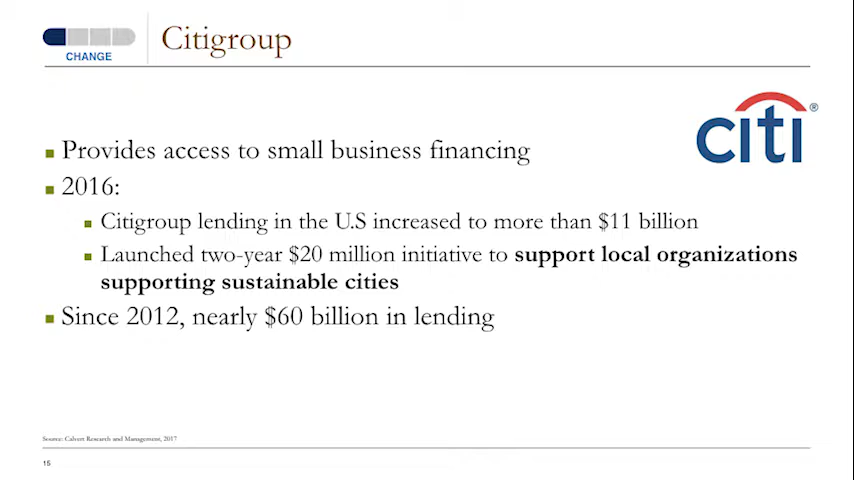 CHANGE
Citigroup
citi®
Provides access to small business financing
2016:
Citigroup lending in the U.S increased to more than $11 billion
Launched two-year $20 million initiative to support local organizations
supporting sustainable cities
Since 2012, nearly $60 billion in lending
Source: Calvert Research and Management, 2017
15